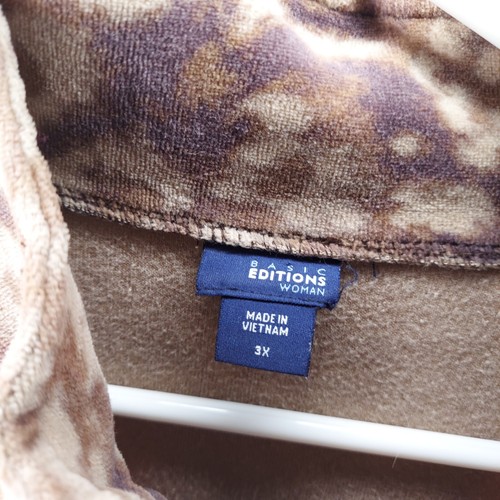 BASIC
EDITIONS
WOMAN
MADE IN
VIETNAM
3X